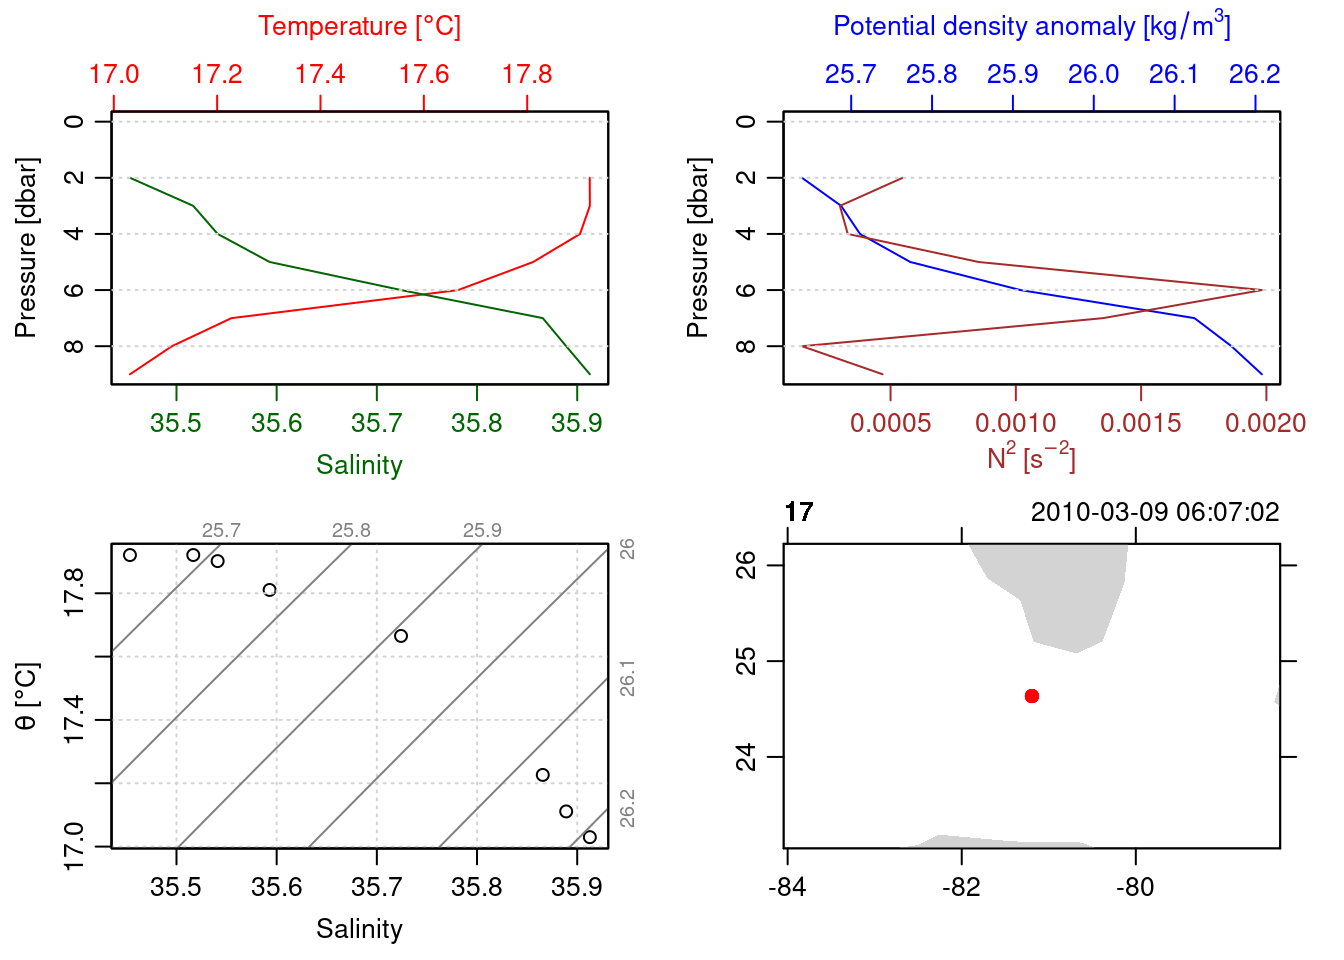 Temperature [°C]
17.0 17.2 17.4 17.6 17.8
0
2
4
6
8
Pressure [dbar]
35.5 35.6 35.7 35.8 35.9
Salinity
Potential density anomaly [kg/m³]
25.7 25.8 25.9 26.0 26.1 26.2
0
2
4
6
8
Pressure [dbar]
0.0005 0.0010 0.0015 0.0020
N² [s⁻²]
25.7 25.8 25.9
26
26.1
26.2
17.8
17.4
17.0
θ [°C]
35.5 35.6 35.7 35.8 35.9
Salinity
17 2010-03-09 06:07:02
26
25
24
-84 -82 -80